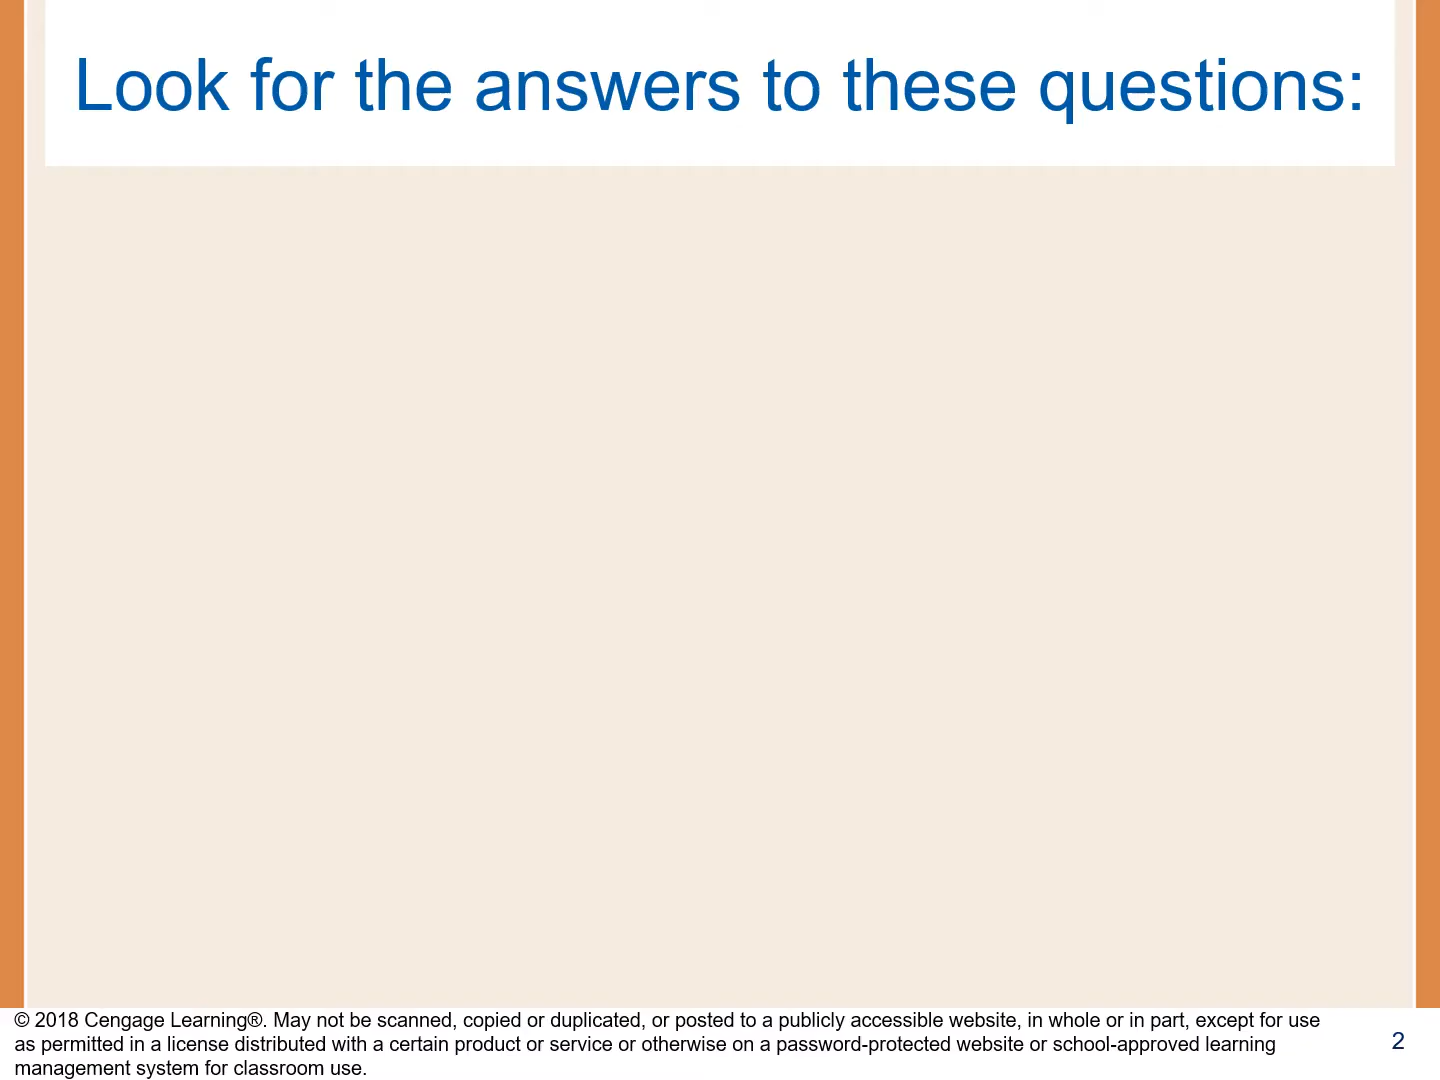 Look for the answers to these questions:
© 2018 Cengage Learning®. May not be scanned, copied or duplicated, or posted to a publicly accessible website, in whole or in part, except for use
as permitted in a license distributed with a certain product or service or otherwise on a password-protected website or school-approved learning
management system for classroom use.
2